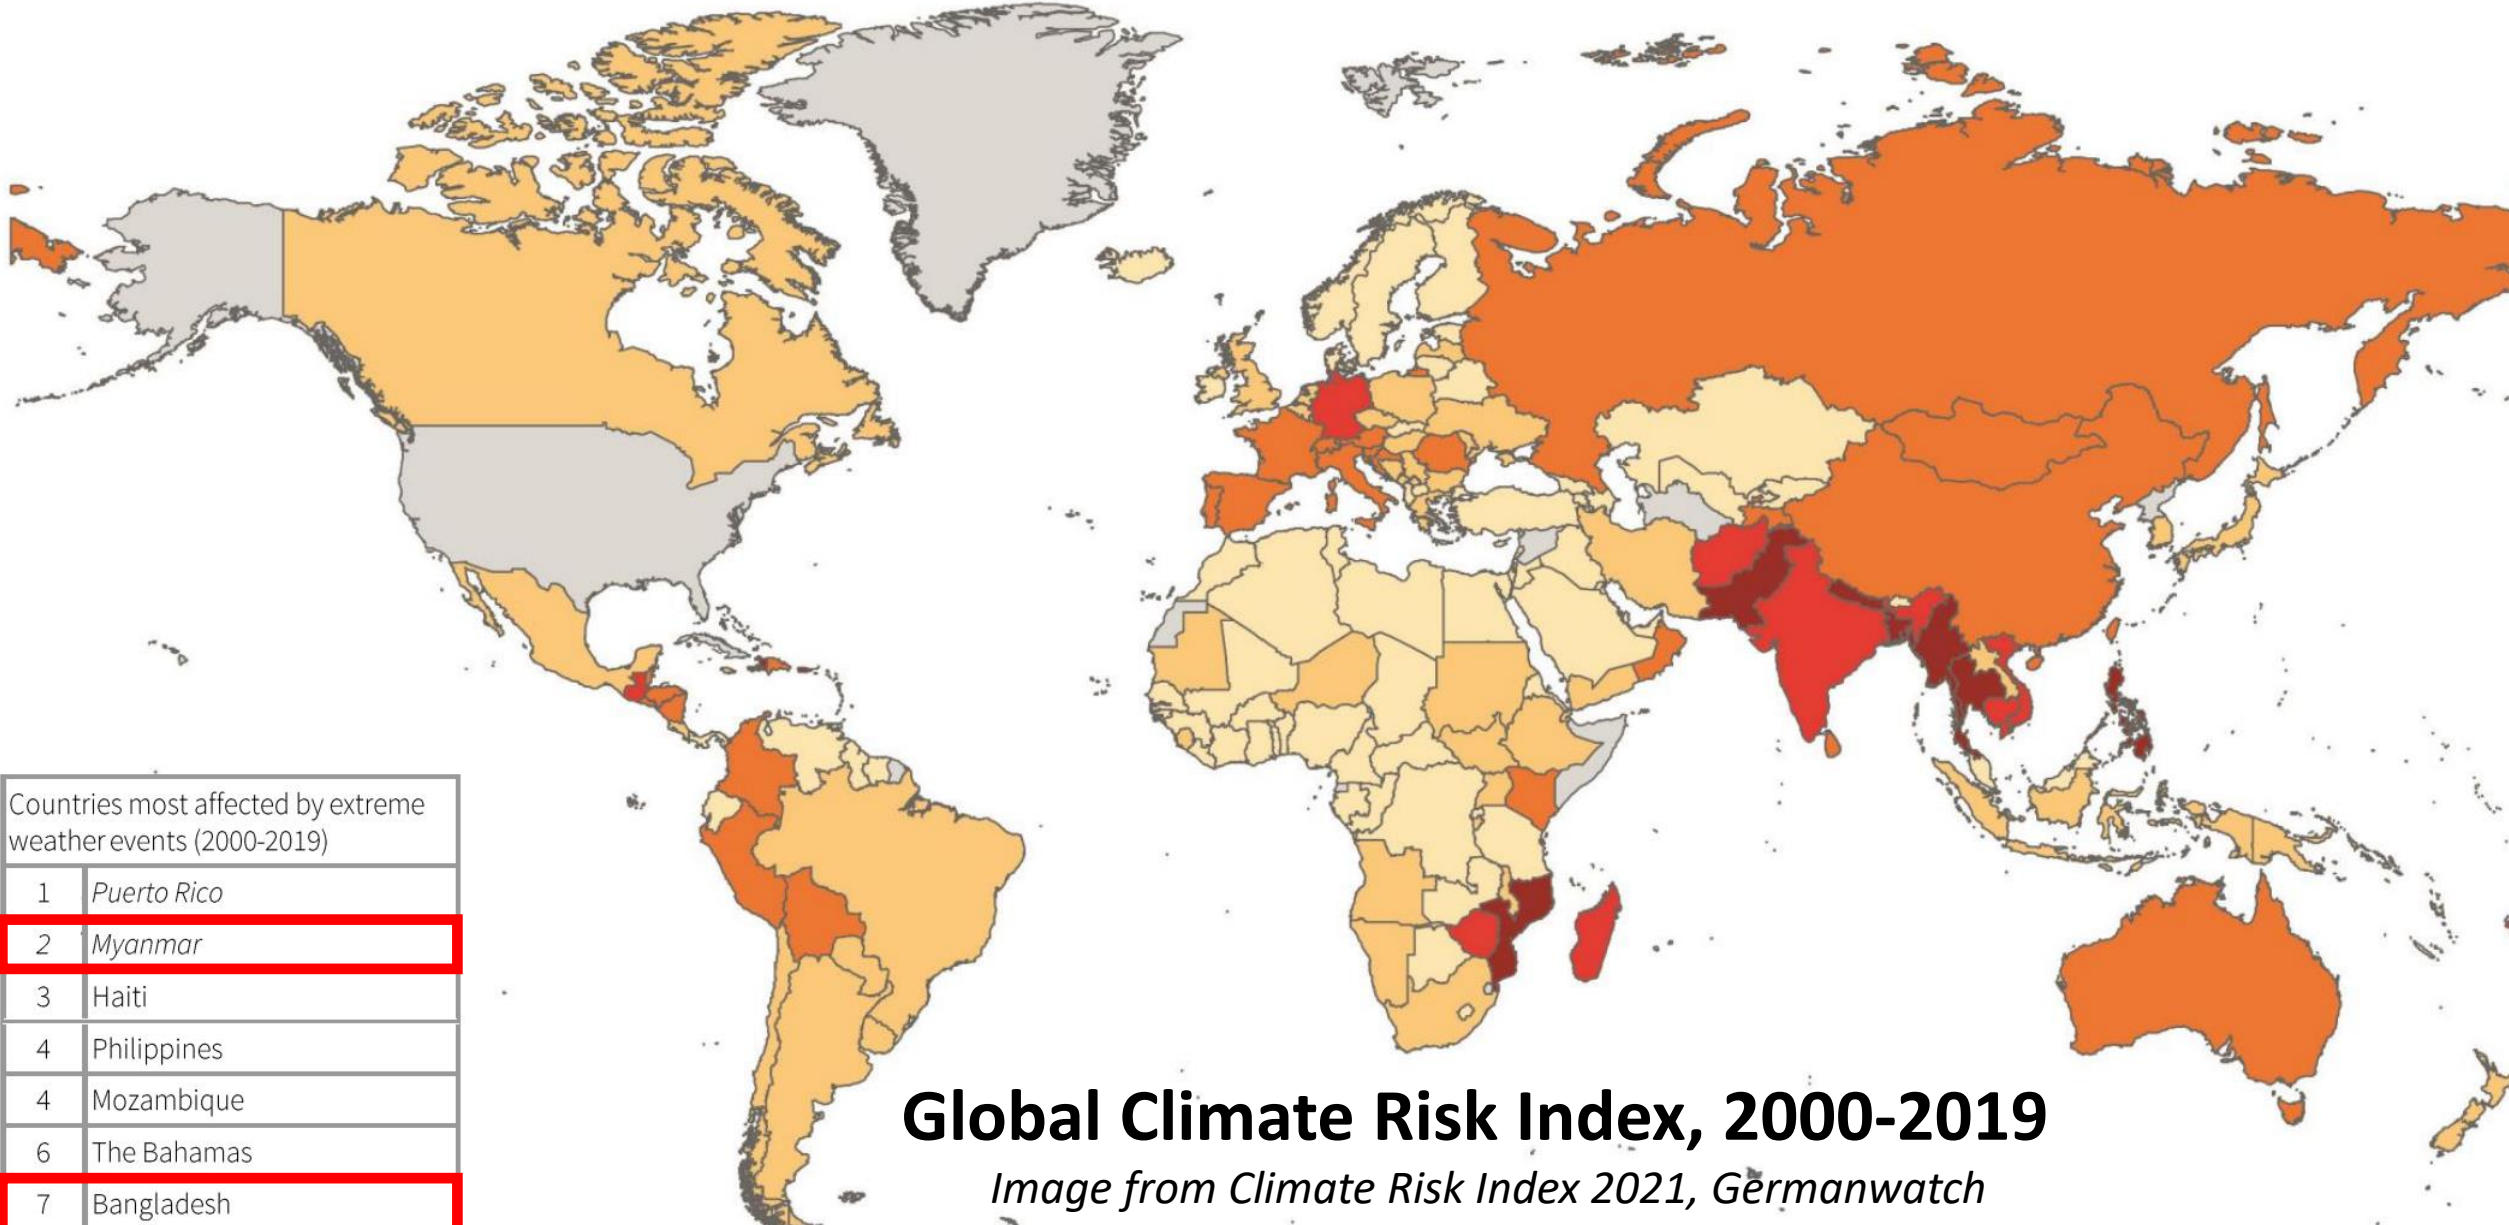 Countries most affected by extreme
weather events (2000-2019)
1 Puerto Rico
2 Myanmar
3 Haiti
4 Philippines
4 Mozambique
6 The Bahamas
7 Bangladesh
Global Climate Risk Index, 2000-2019
Image from Climate Risk Index 2021, Germanwatch